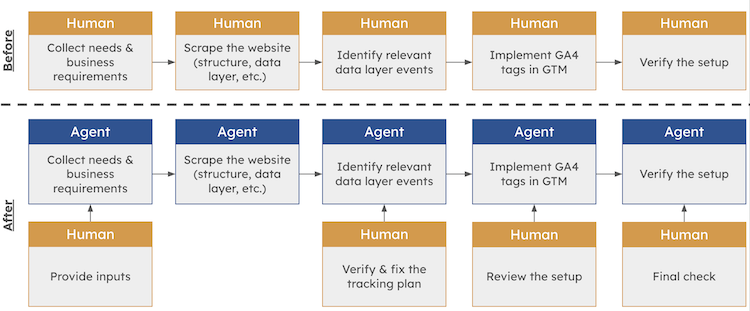 Before
Human
Collect needs &
business
requirements
Human
Scrape the website
(structure, data
layer, etc.)
Human
Identify relevant
data layer events
Human
Implement GA4
tags in GTM
Human
Verify the setup
After
Agent
Collect needs &
business
requirements
Agent
Scrape the website
(structure, data
layer, etc.)
Agent
Identify relevant
data layer events
Agent
Implement GA4
tags in GTM
Agent
Verify the setup
Human
Provide inputs
Human
Verify & fix the
tracking plan
Human
Review the setup
Human
Final check